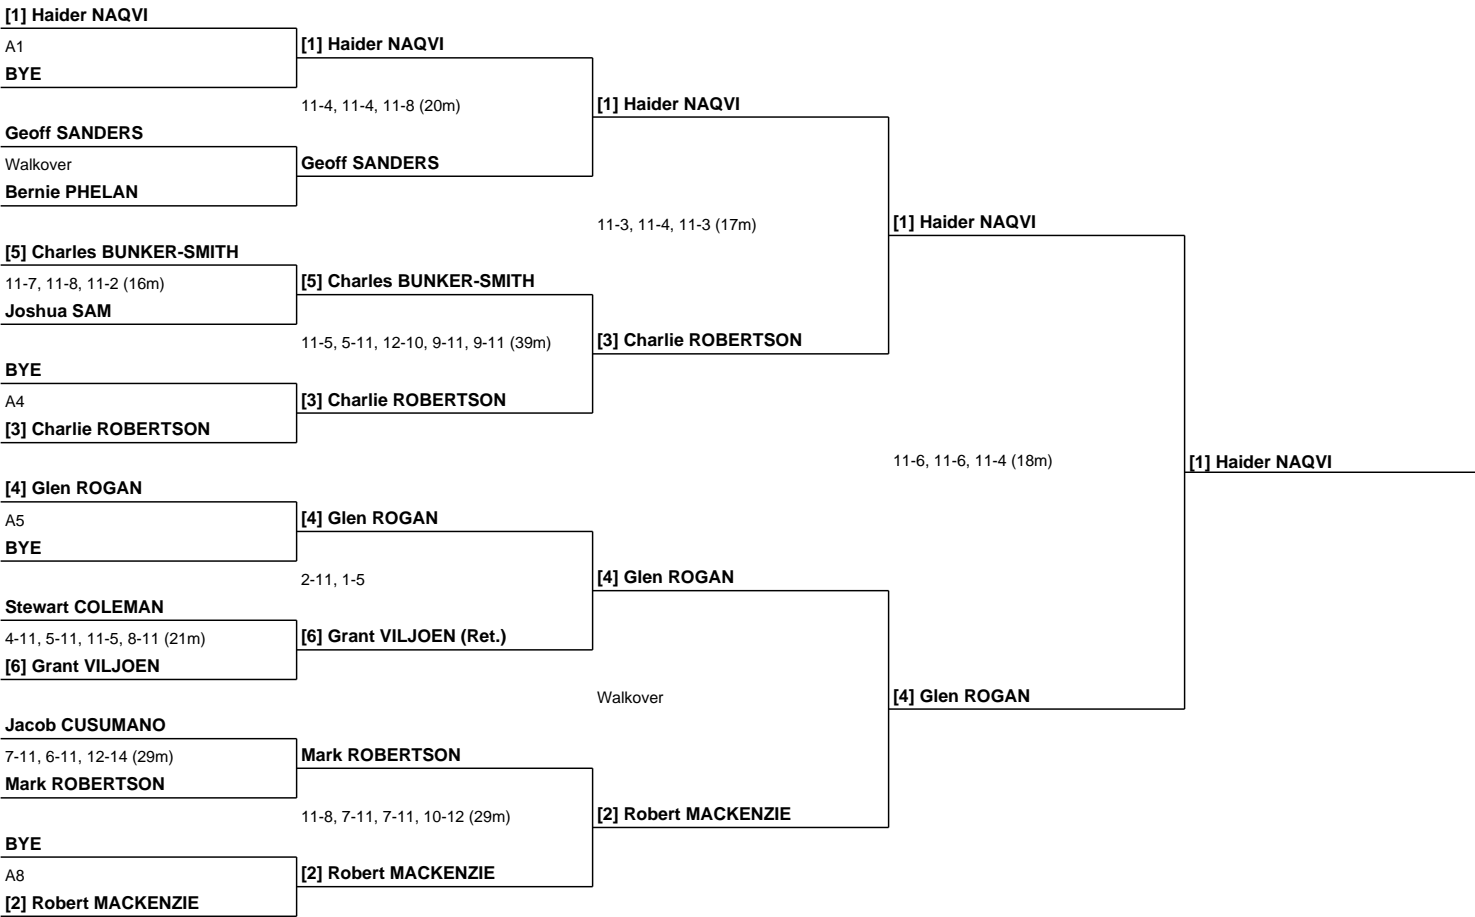 [1] Haider NAQVI
A1
BYE
Geoff SANDERS
Walkover
Bernie PHELAN
[5] Charles BUNKER-SMITH
11-7, 11-8, 11-2 (16m)
Joshua SAM
BYE
A4
[3] Charlie ROBERTSON
[4] Glen ROGAN
A5
BYE
Stewart COLEMAN
4-11, 5-11, 11-5, 8-11 (21m)
[6] Grant VILJOEN
Jacob CUSUMANO
7-11, 6-11, 12-14 (29m)
Mark ROBERTSON
BYE
A8
[2] Robert MACKENZIE
[1] Haider NAQVI
11-4, 11-4, 11-8 (20m)
Geoff SANDERS
[5] Charles BUNKER-SMITH
11-5, 5-11, 12-10, 9-11, 9-11 (39m)
[3] Charlie ROBERTSON
[4] Glen ROGAN
2-11, 1-5
[6] Grant VILJOEN (Ret.)
Mark ROBERTSON
11-8, 7-11, 7-11, 10-12 (29m)
[2] Robert MACKENZIE
[1] Haider NAQVI
11-3, 11-4, 11-3 (17m)
[3] Charlie ROBERTSON
[4] Glen ROGAN
Walkover
[2] Robert MACKENZIE
[1] Haider NAQVI
11-6, 11-6, 11-4 (18m)
[4] Glen ROGAN
[1] Haider NAQVI